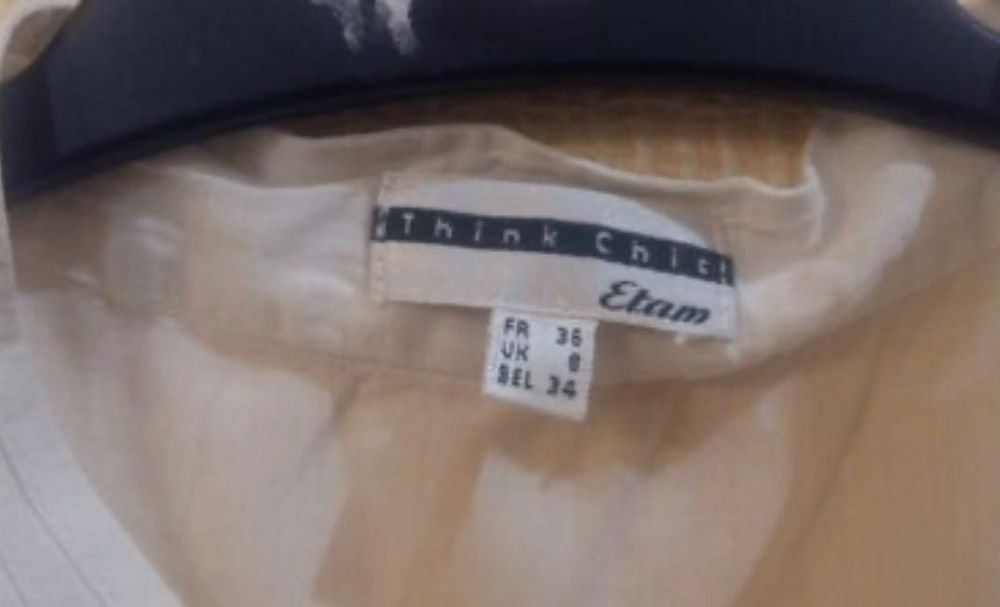 Think Chic!
Etam
FR 36
UK 8
BEL 34